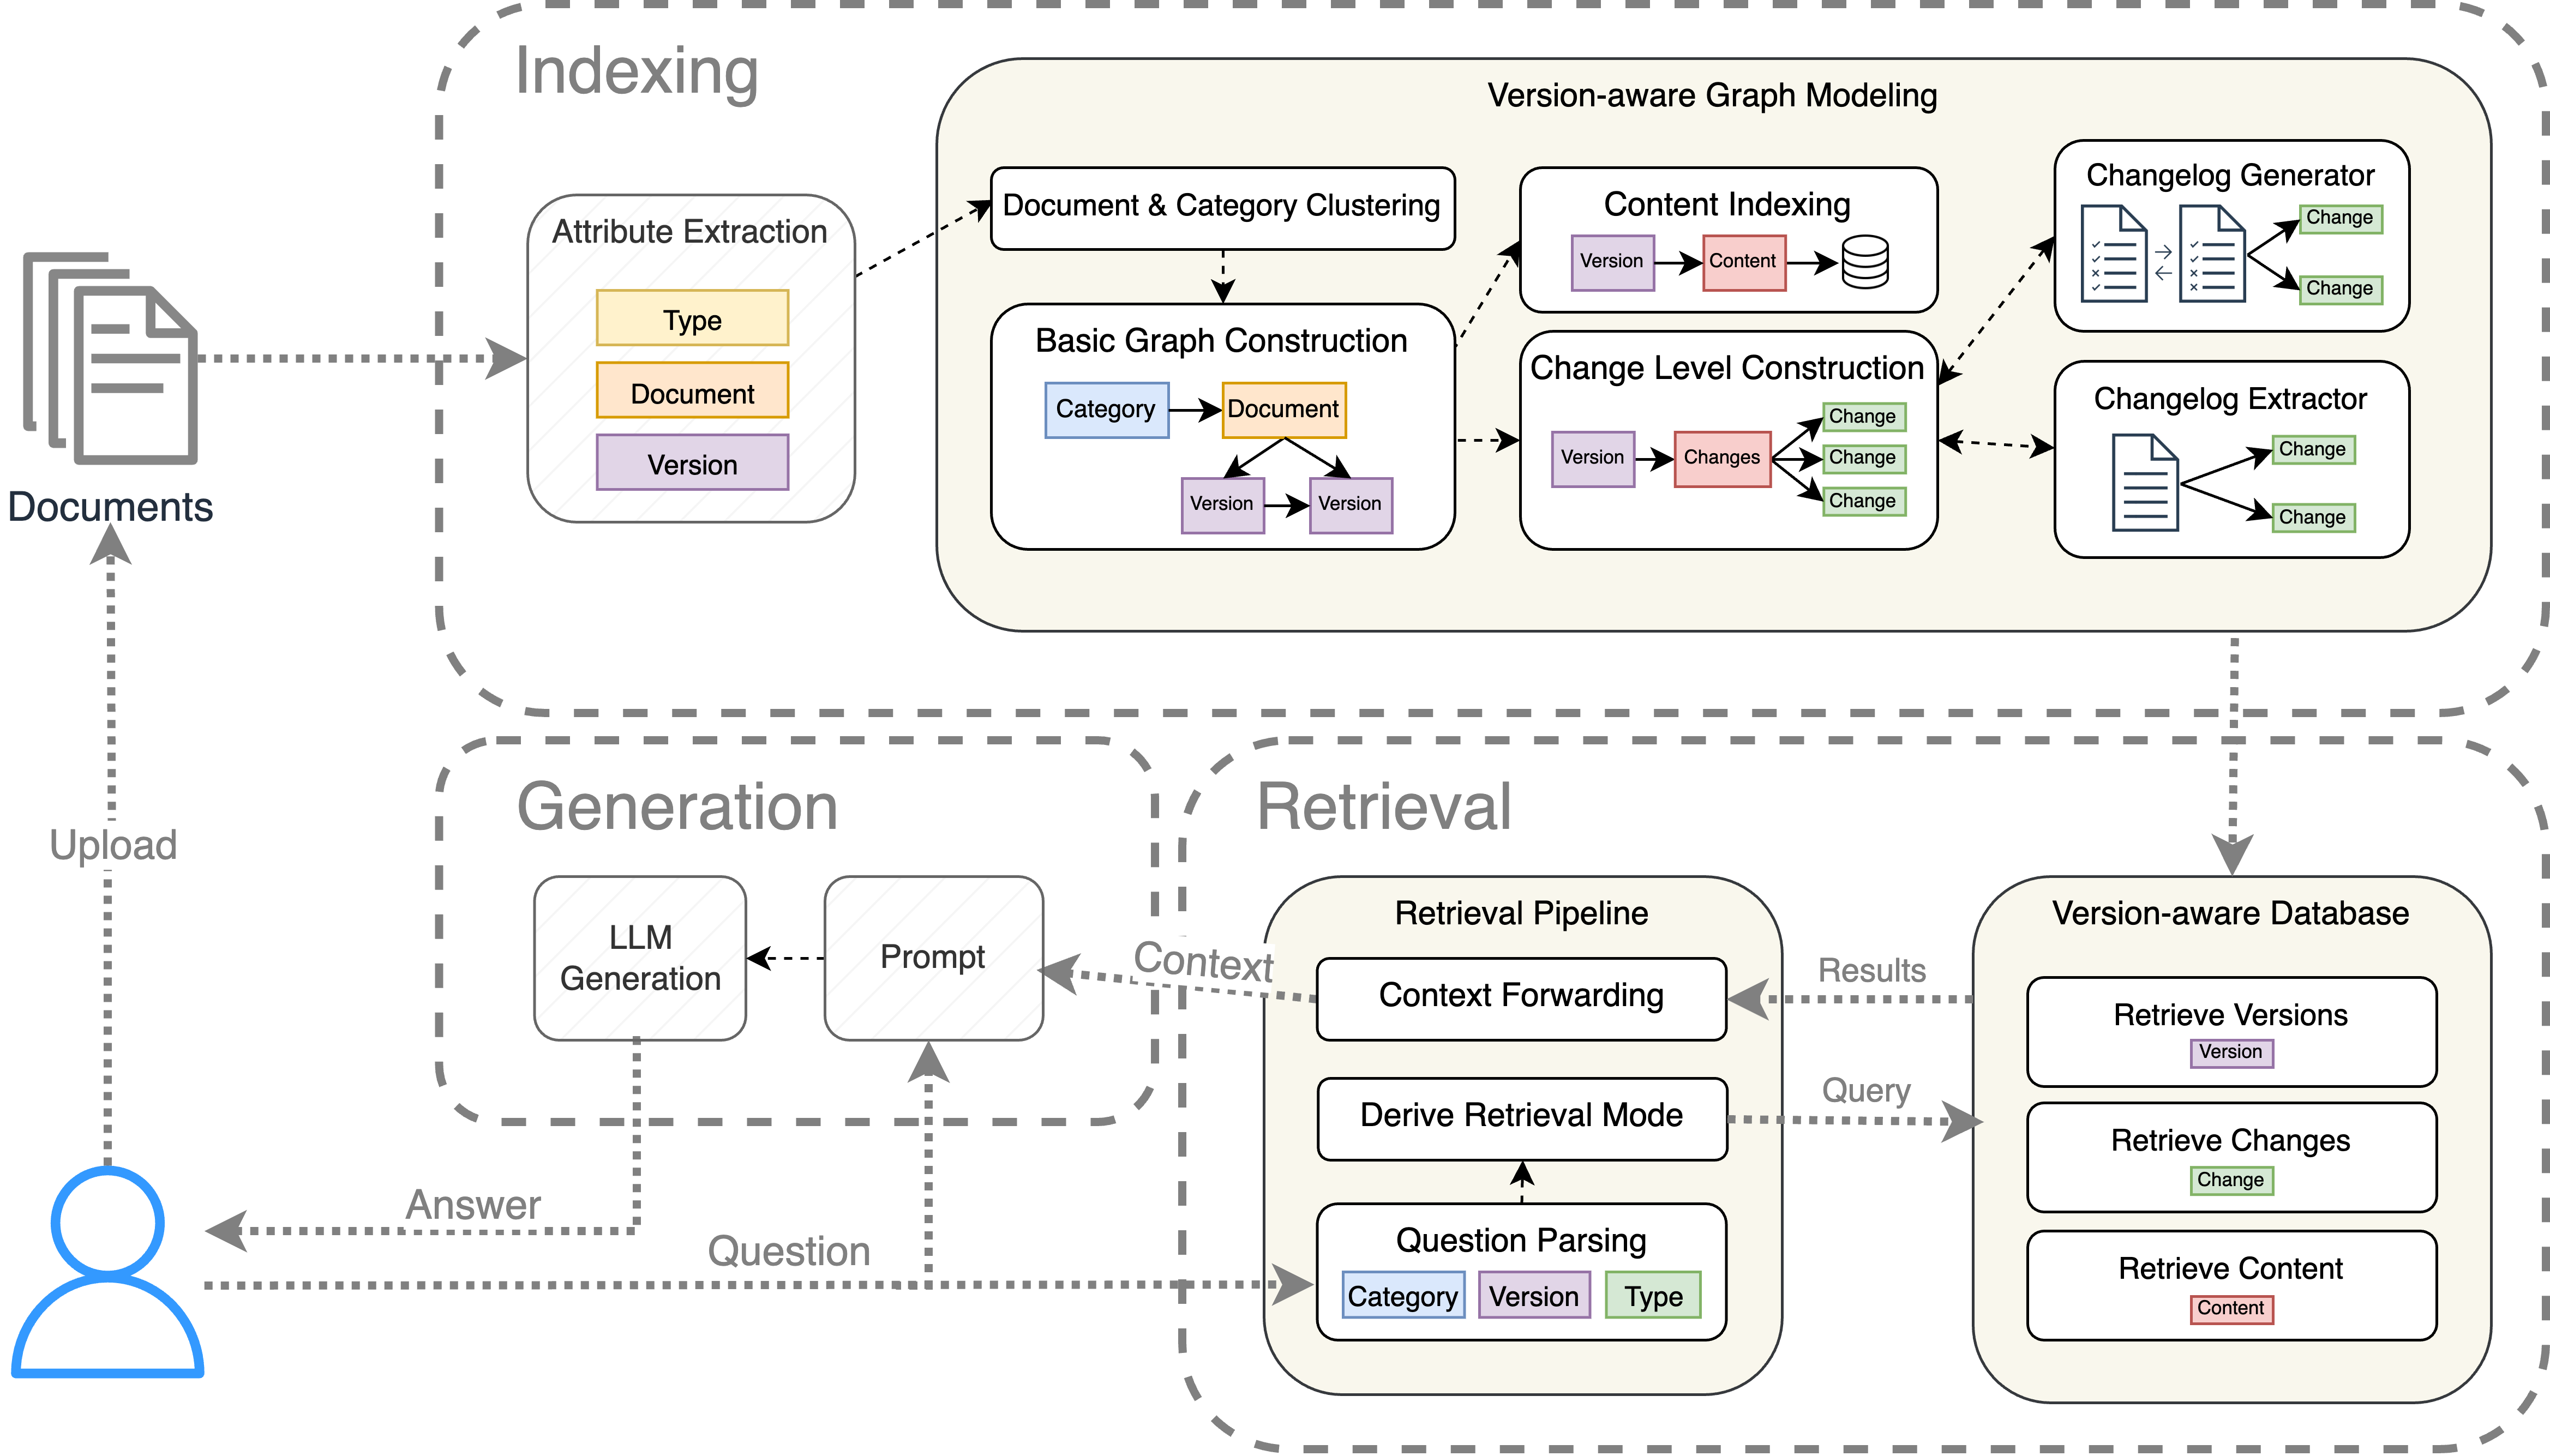 Indexing
Version-aware Graph Modeling
Attribute Extraction
Type
Document
Version
Document & Category Clustering
Basic Graph Construction
Category
Document
Version
Version
Content Indexing
Version
Content
Change Level Construction
Version
Changes
Change
Change
Change
Changelog Generator
Change
Change
Changelog Extractor
Change
Change
Documents
Upload
Generation
LLM
Generation
Prompt
Context
Answer
Question
Retrieval
Retrieval Pipeline
Context Forwarding
Derive Retrieval Mode
Question Parsing
Category
Version
Type
Results
Query
Version-aware Database
Retrieve Versions
Version
Retrieve Changes
Change
Retrieve Content
Content